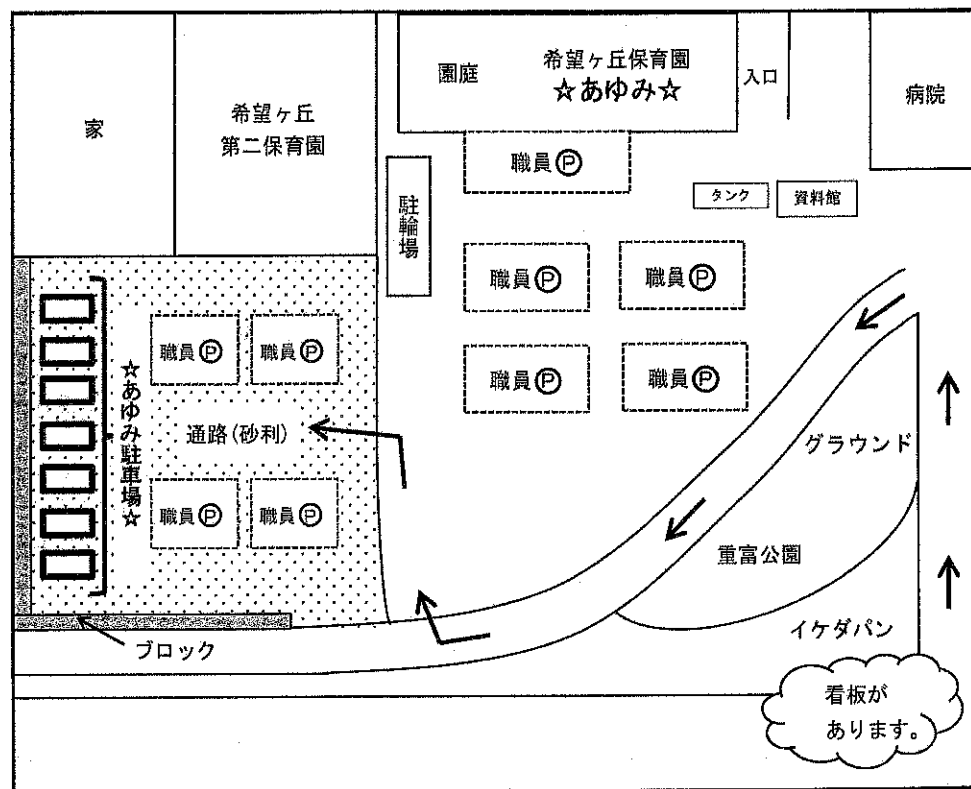 家
希望ヶ丘
第二保育園
園庭
希望ヶ丘保育園
☆あゆみ☆
入口
病院
職員Ⓟ
駐輪場
タンク
資料館
職員Ⓟ
職員Ⓟ
職員Ⓟ
職員Ⓟ
☆あゆみ駐車場☆
職員Ⓟ
職員Ⓟ
通路(砂利)
職員Ⓟ
職員Ⓟ
グラウンド
重富公園
イケダパン
ブロック
看板が
あります。